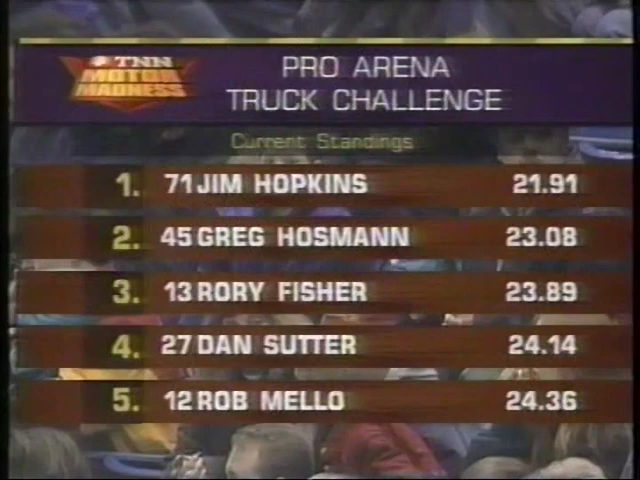 TNN
MOTOR
MADNESS
PRO ARENA
TRUCK CHALLENGE
Current Standings
1. 71 JIM HOPKINS 21.91
2. 45 GREG HOSMANN 23.08
3. 13 RORY FISHER 23.89
4. 27 DAN SUTTER 24.14
5. 12 ROB MELLO 24.36